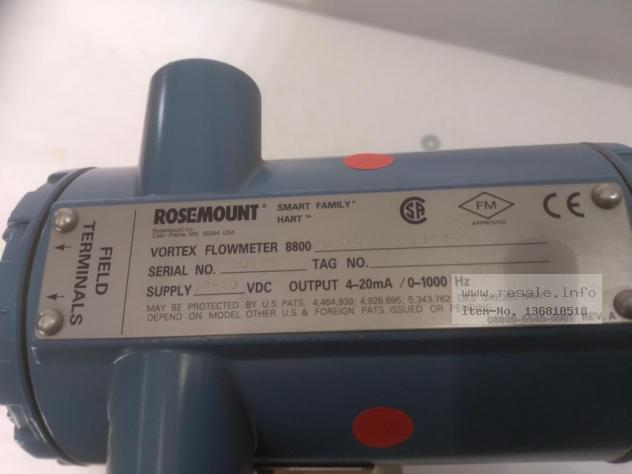 ROSEMOUNT®
Rosemount Inc.
Eden Prairie, MN 55344 USA
SMART FAMILY®
HART™
SA
FM
APPROVED
CE
VORTEX FLOWMETER 8800
SERIAL NO. TAG NO.
SUPPLY VDC OUTPUT 4-20mA / 0-1000 Hz
MAY BE PROTECTED BY U.S. PATS. 4,464,939; 4,926,695; 5,343,762;
DEPEND ON MODEL OTHER U.S. & FOREIGN PATS. ISSUED OR
REV. A
FIELD
TERMINALS
www.resale.info
item-No. 136810518